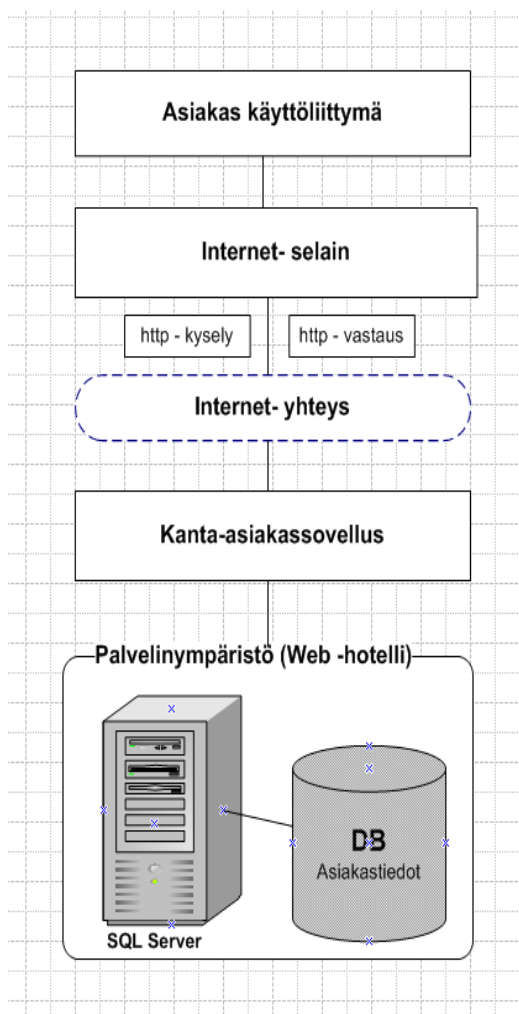 Asiakas käyttöliittymä
Internet- selain
http - kysely
http - vastaus
Internet- yhteys
Kanta-asiakassovellus
Palvelinympäristö (Web -hotelli)
DB
Asiakastiedot
SQL Server